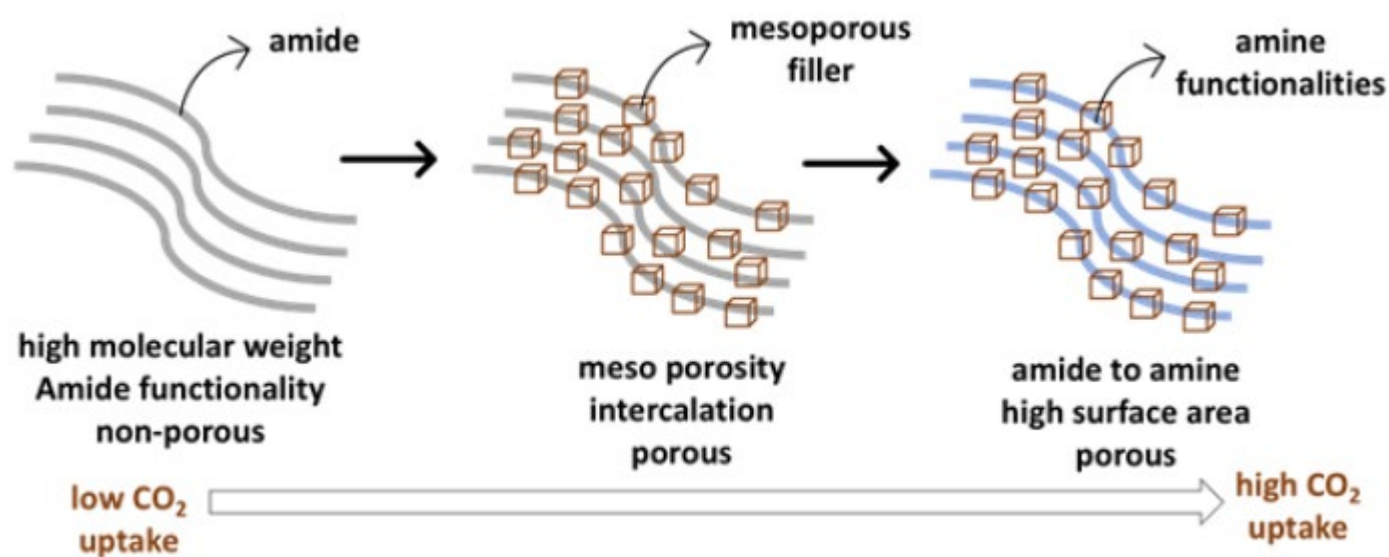 amide
mesoporous
filler
amine
functionalities
high molecular weight
Amide functionality
non-porous
meso porosity
intercalation
porous
amide to amine
high surface area
porous
low CO₂
uptake
high CO₂
uptake